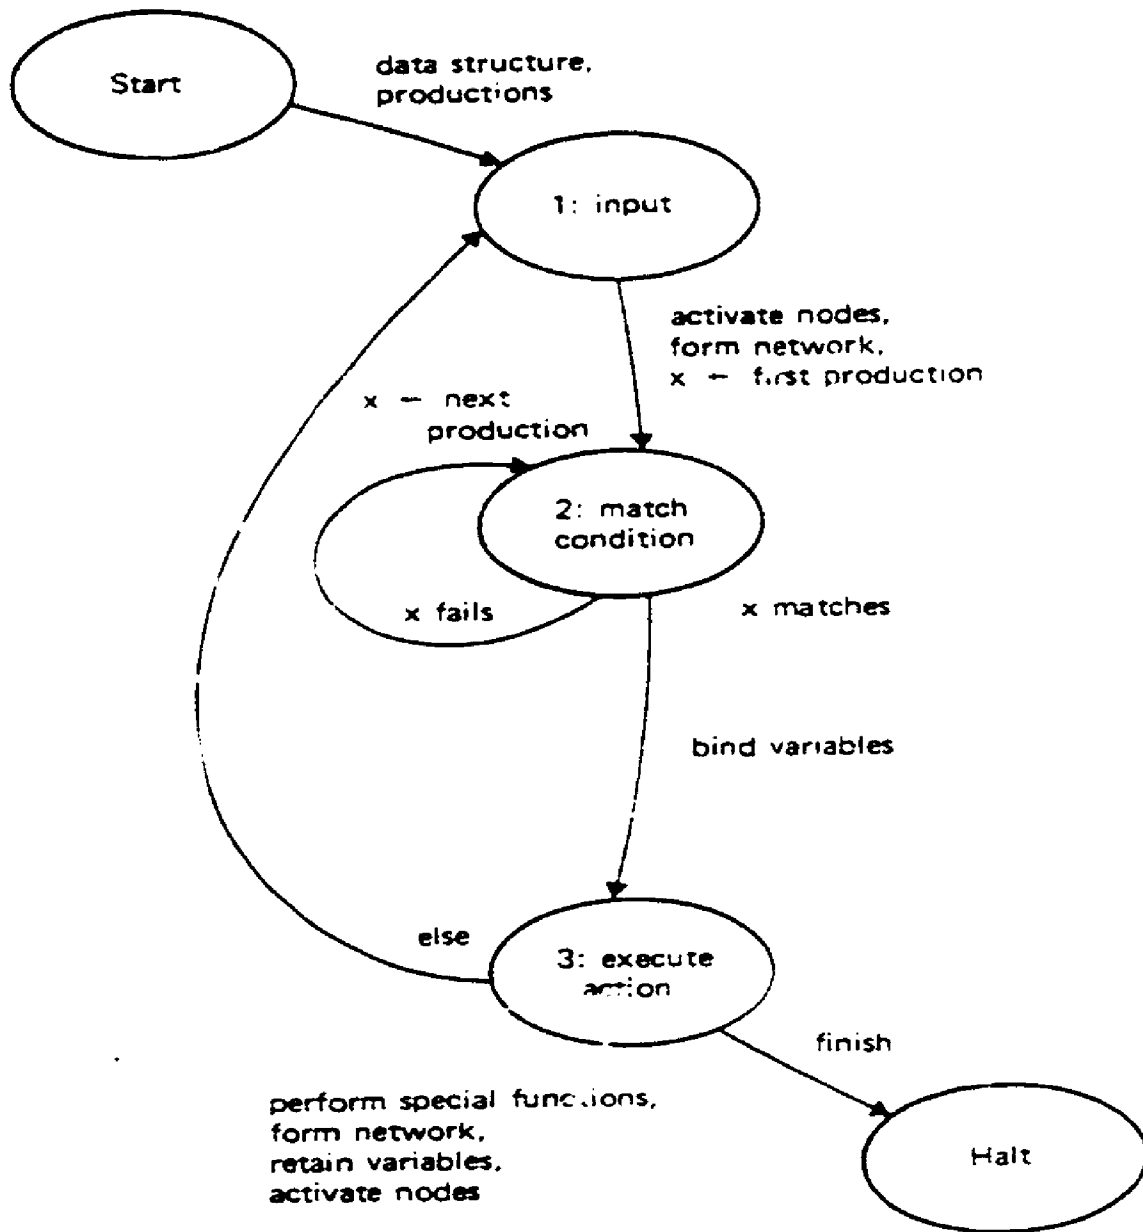 Start
data structure,
productions
1: input
activate nodes,
form network,
x ← first production
x ← next
production
2: match
condition
x fails
x matches
bind variables
else
3: execute
action
finish
perform special functions,
form network,
retain variables,
activate nodes
Halt